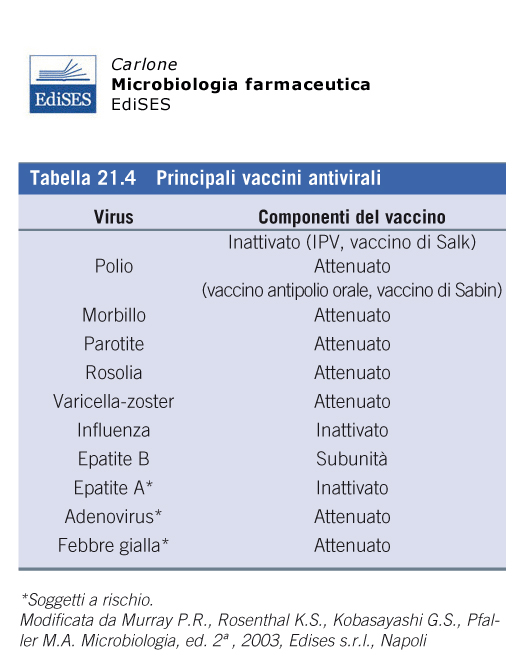 EdiSES
Carlone
Microbiologia farmaceutica
EdiSES
Tabella 21.4 Principali vaccini antivirali
Virus Componenti del vaccino
Inattivato (IPV, vaccino di Salk)
Polio Attenuato
(vaccino antipolio orale, vaccino di Sabin)
Morbillo Attenuato
Parotite Attenuato
Rosolia Attenuato
Varicella-zoster Attenuato
Influenza Inattivato
Epatite B Subunità
Epatite A* Inattivato
Adenovirus* Attenuato
Febbre gialla* Attenuato
*Soggetti a rischio.
Modificata da Murray P.R., Rosenthal K.S., Kobasayashi G.S., Pfal-
ler M.A. Microbiologia, ed. 2ª , 2003, Edises s.r.l., Napoli